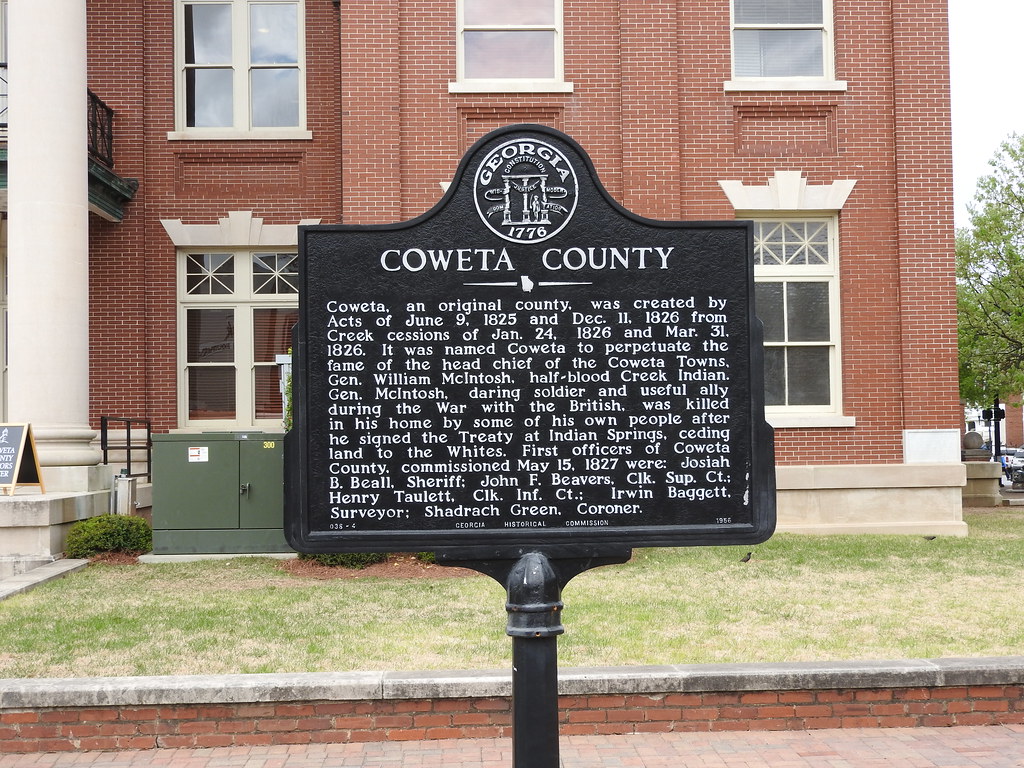 GEORGIA
CONSTITUTION
1776
COWETA COUNTY
Coweta, an original county, was created by
Acts of June 9, 1825 and Dec. 11, 1826 from
Creek cessions of Jan. 24, 1826 and Mar. 31,
1826. It was named Coweta to perpetuate the
fame of the head chief of the Coweta Towns,
Gen. William McIntosh, half-blood Creek Indian.
Gen. McIntosh, daring soldier and useful ally
during the War with the British, was killed
in his home by some of his own people after
he signed the Treaty at Indian Springs, ceding
land to the Whites. First officers of Coweta
County, commissioned May 15, 1827 were: Josiah
B. Beall, Sheriff; John F. Beavers, Clk. Sup. Ct.;
Henry Taulett, Clk. Inf. Ct.; Irwin Baggett,
Surveyor; Shadrach Green, Coroner.
038-4 GEORGIA HISTORICAL COMMISSION 1956
300